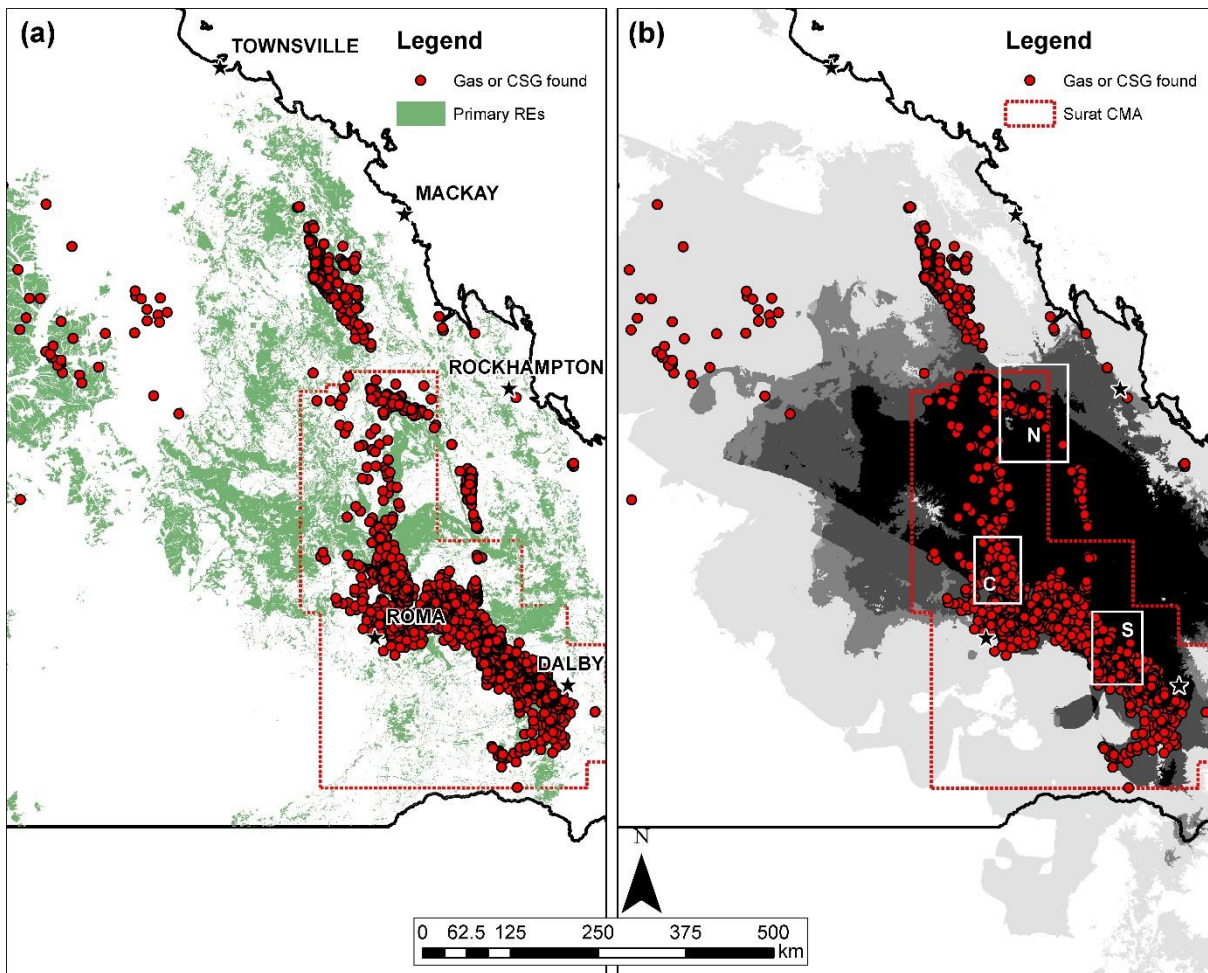 (a)
TOWNSVILLE
Legend
Gas or CSG found
Primary REs
MACKAY
ROCKHAMPTON
ROMA
DALBY
(b)
Legend
Gas or CSG found
Surat CMA
N
C
S
N
0 62.5 125 250 375 500
km